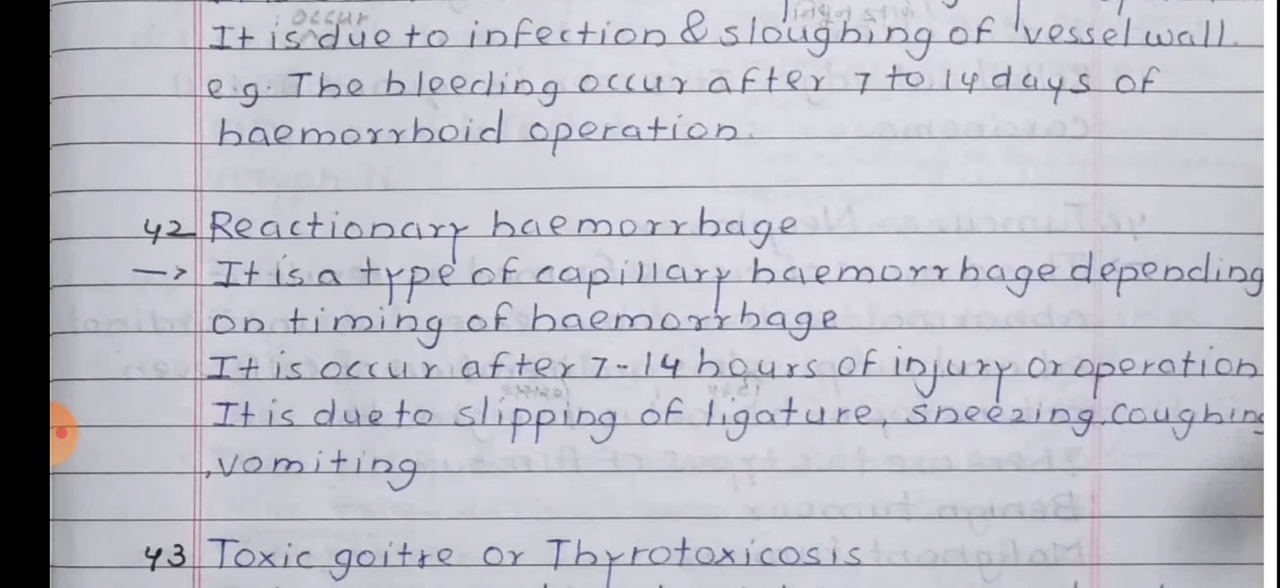 occur
It is ^ due to infection & sloughing of vessel wall.
e.g. The bleeding occur after 7 to 14 days of
haemorrhoid operation.
42 Reactionary haemorrhage
→ It is a type of capillary haemorrhage depending
on timing of haemorrhage
It is occur after 7-14 hours of injury or operation
It is due to slipping of ligature, sneezing, coughing
, vomiting
43 Toxic goitre or Thyrotoxicosis